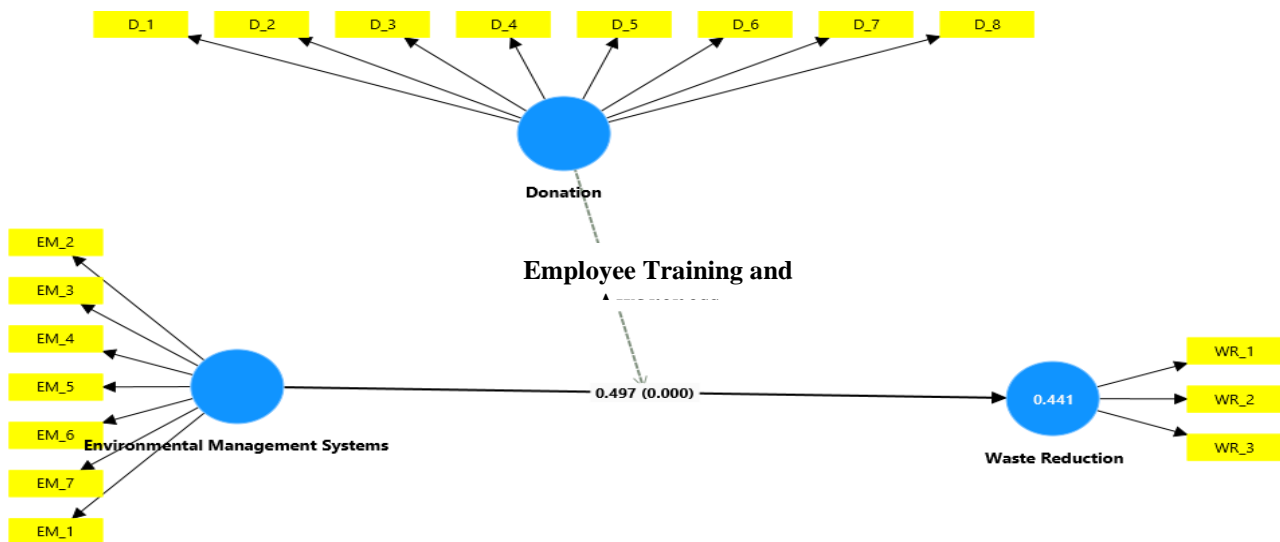 D_1
D_2
D_3
D_4
D_5
D_6
D_7
D_8
Donation
EM_2
EM_3
EM_4
EM_5
EM_6
EM_7
EM_1
Environmental Management Systems
Employee Training and
0.497 (0.000)
0.441
Waste Reduction
WR_1
WR_2
WR_3